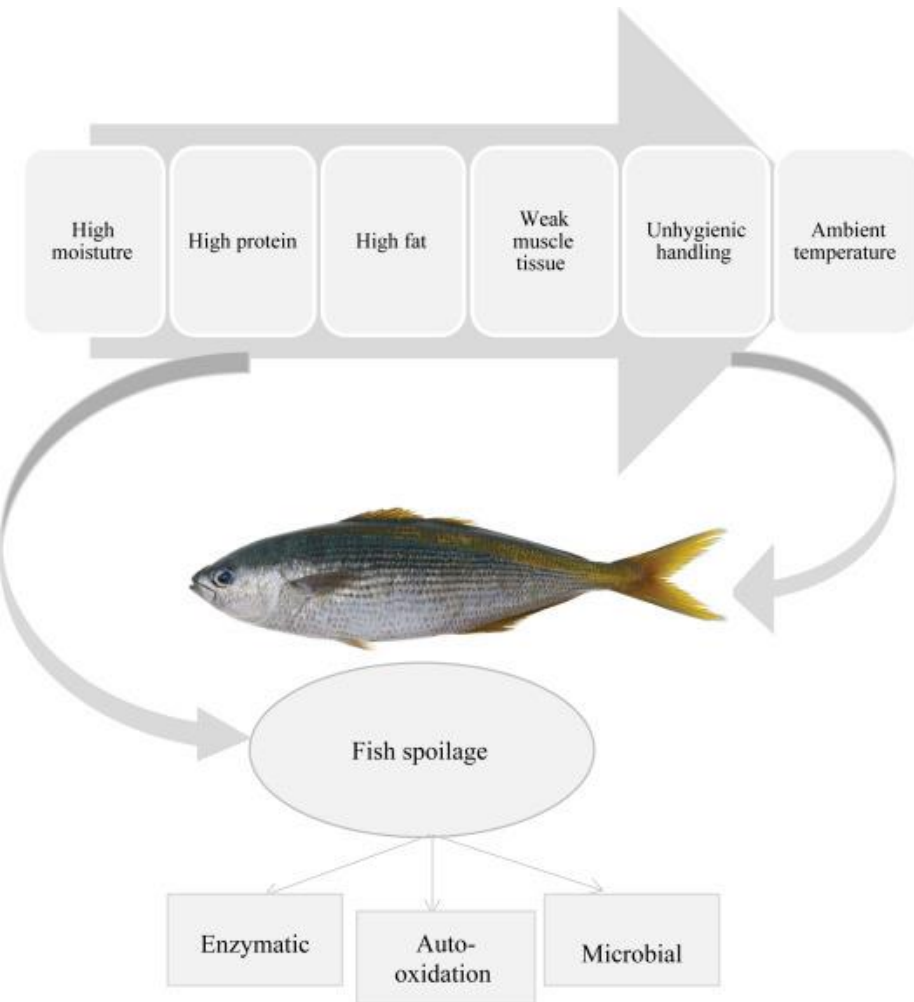 High
moistutre
High protein
High fat
Weak
muscle
tissue
Unhygienic
handling
Ambient
temperature
Fish spoilage
Enzymatic
Auto-
oxidation
Microbial